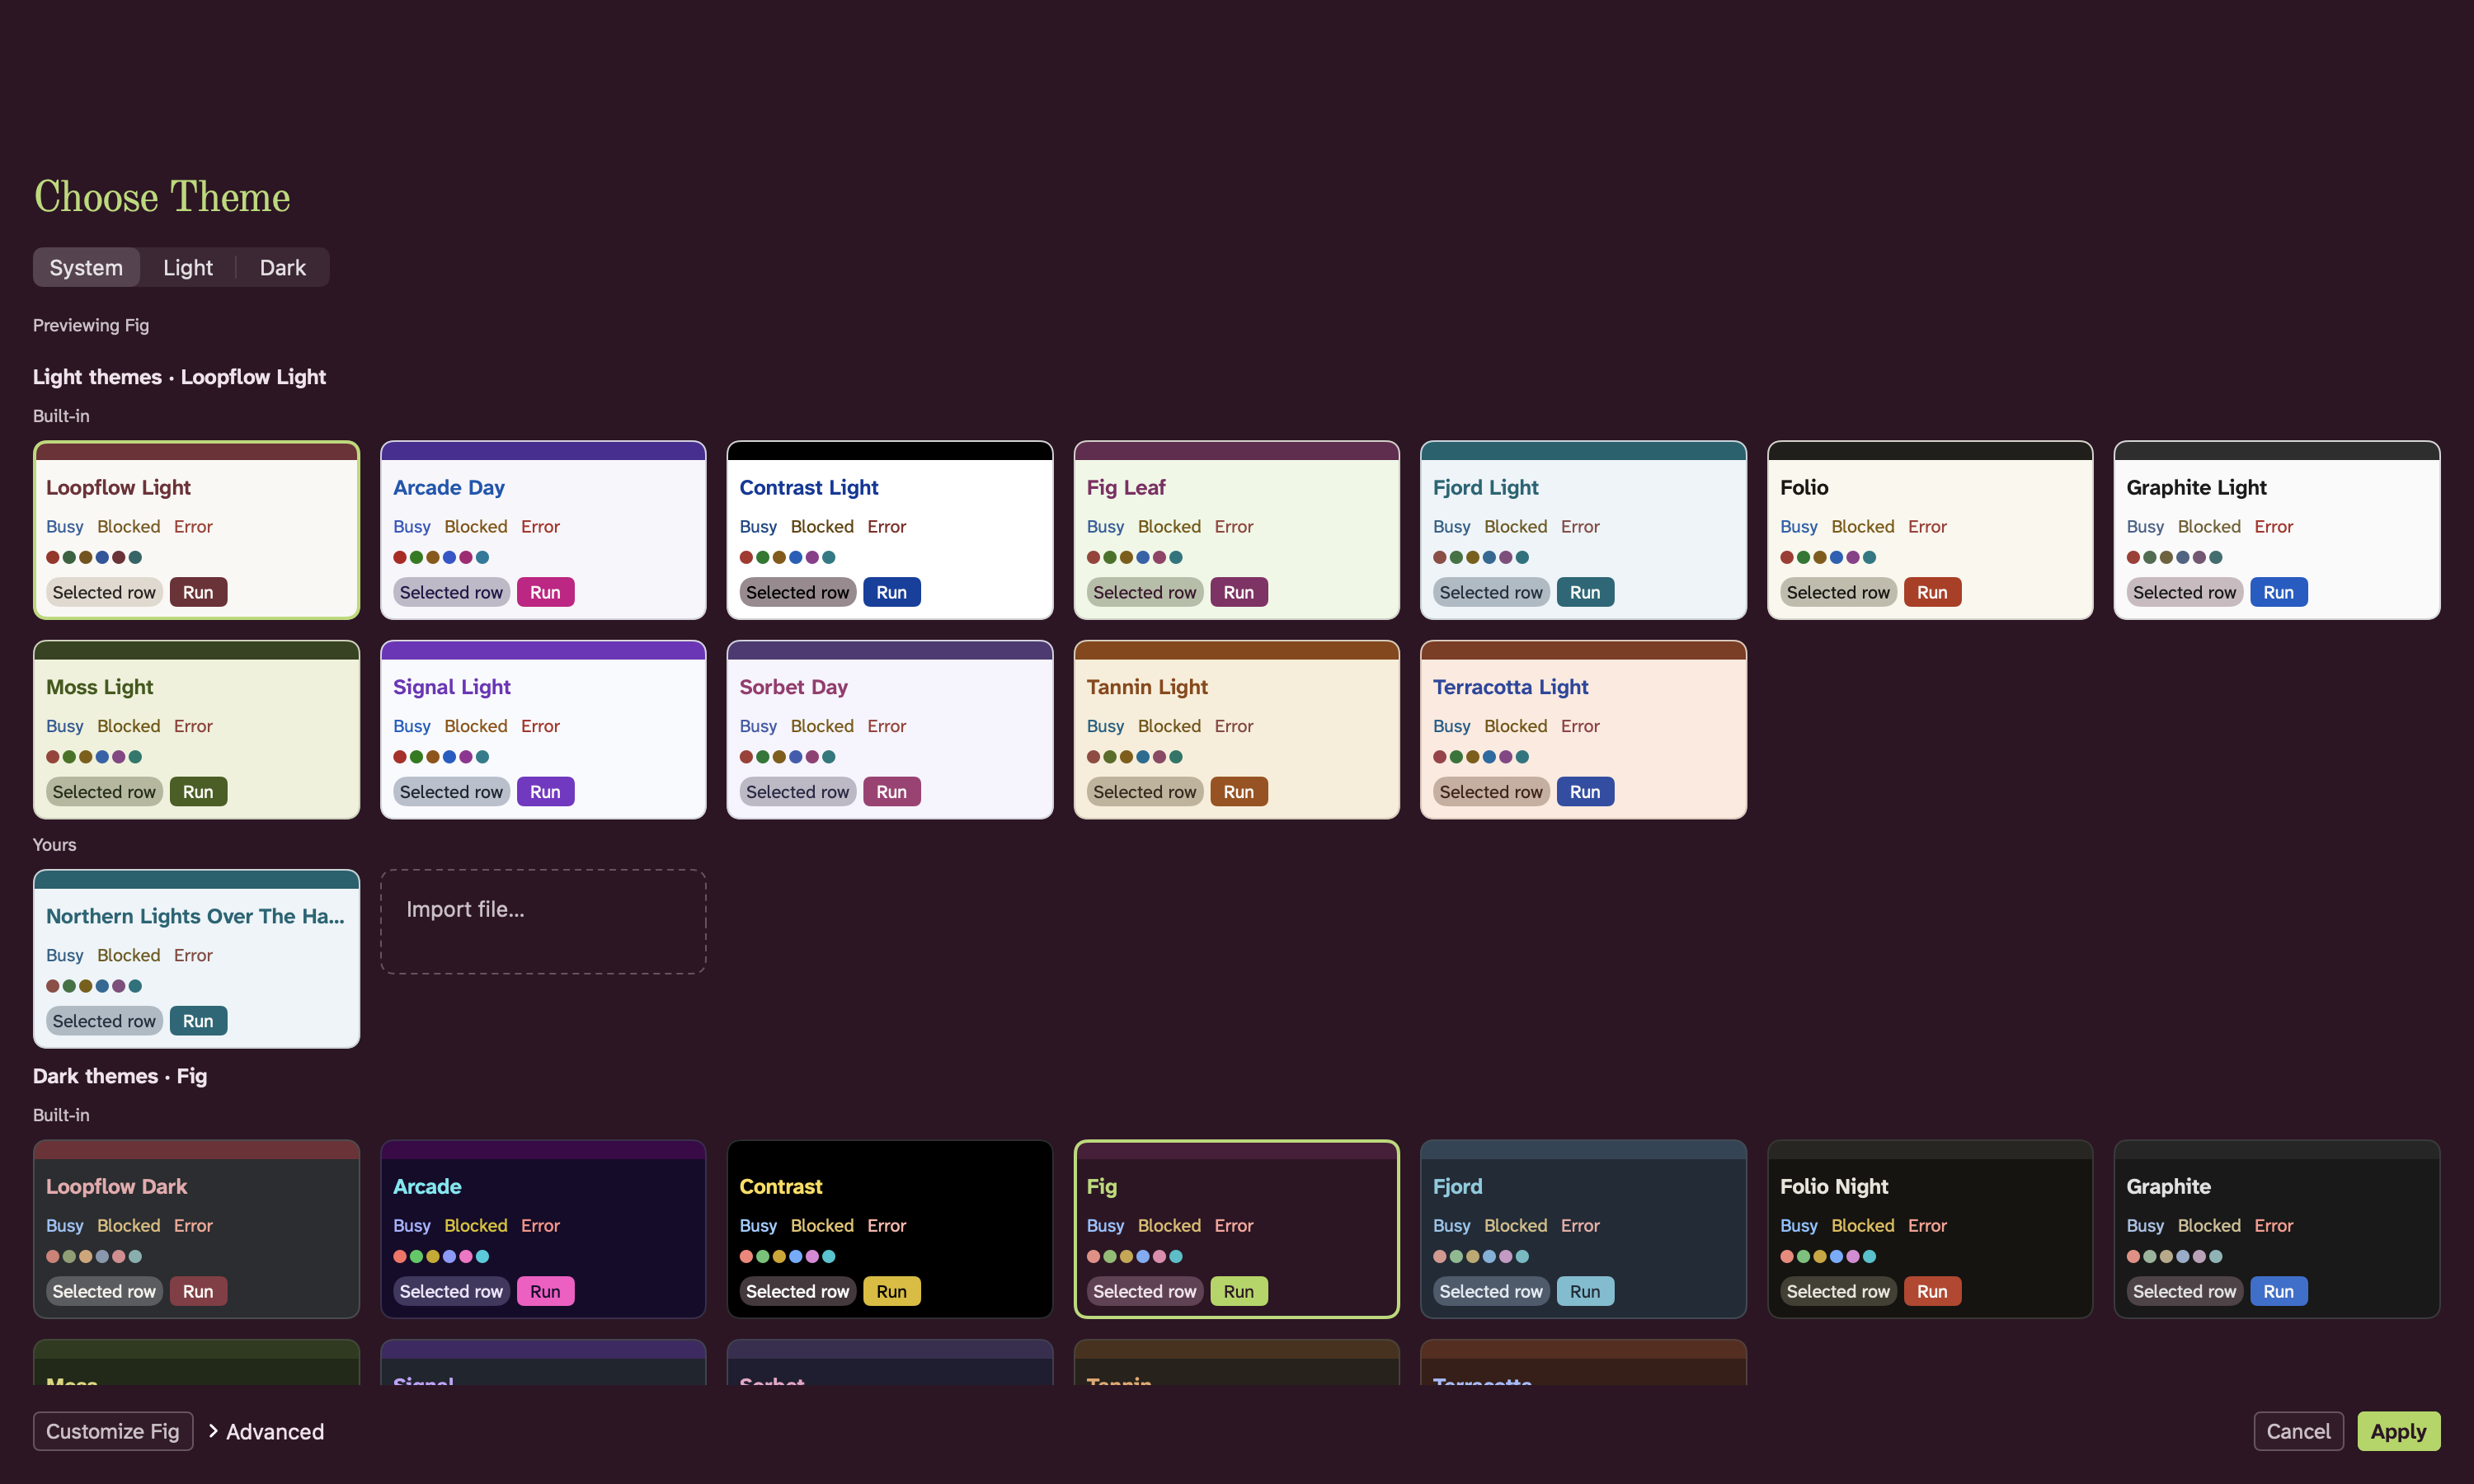 Choose Theme
System Light Dark
Previewing Fig
Light themes · Loopflow Light
Built-in
Loopflow Light
Busy Blocked Error
Selected row Run
Arcade Day
Busy Blocked Error
Selected row Run
Contrast Light
Busy Blocked Error
Selected row Run
Fig Leaf
Busy Blocked Error
Selected row Run
Fjord Light
Busy Blocked Error
Selected row Run
Folio
Busy Blocked Error
Selected row Run
Graphite Light
Busy Blocked Error
Selected row Run
Moss Light
Busy Blocked Error
Selected row Run
Signal Light
Busy Blocked Error
Selected row Run
Sorbet Day
Busy Blocked Error
Selected row Run
Tannin Light
Busy Blocked Error
Selected row Run
Terracotta Light
Busy Blocked Error
Selected row Run
Yours
Northern Lights Over The Ha...
Busy Blocked Error
Selected row Run
Import file...
Dark themes · Fig
Built-in
Loopflow Dark
Busy Blocked Error
Selected row Run
Arcade
Busy Blocked Error
Selected row Run
Contrast
Busy Blocked Error
Selected row Run
Fig
Busy Blocked Error
Selected row Run
Fjord
Busy Blocked Error
Selected row Run
Folio Night
Busy Blocked Error
Selected row Run
Graphite
Busy Blocked Error
Selected row Run
Moss
Signal
Sorbet
Tannin
Terracotta
Customize Fig > Advanced
Cancel Apply